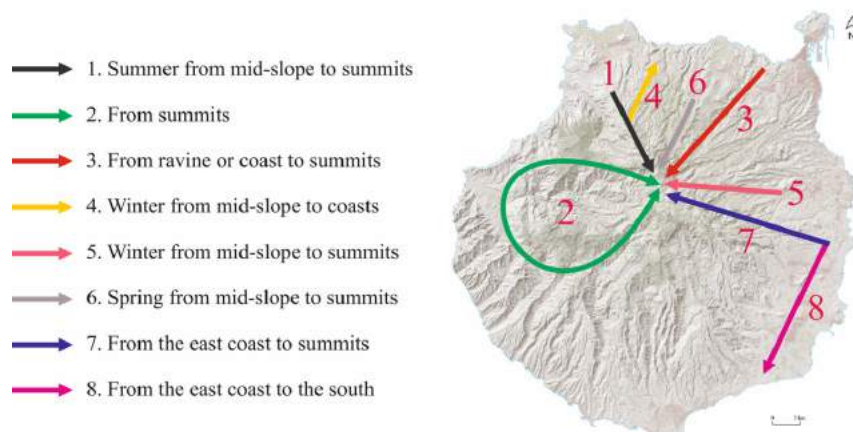 1. Summer from mid-slope to summits
2. From summits
3. From ravine or coast to summits
4. Winter from mid-slope to coasts
5. Winter from mid-slope to summits
6. Spring from mid-slope to summits
7. From the east coast to summits
8. From the east coast to the south
N
1
6
4
3
2
5
7
8